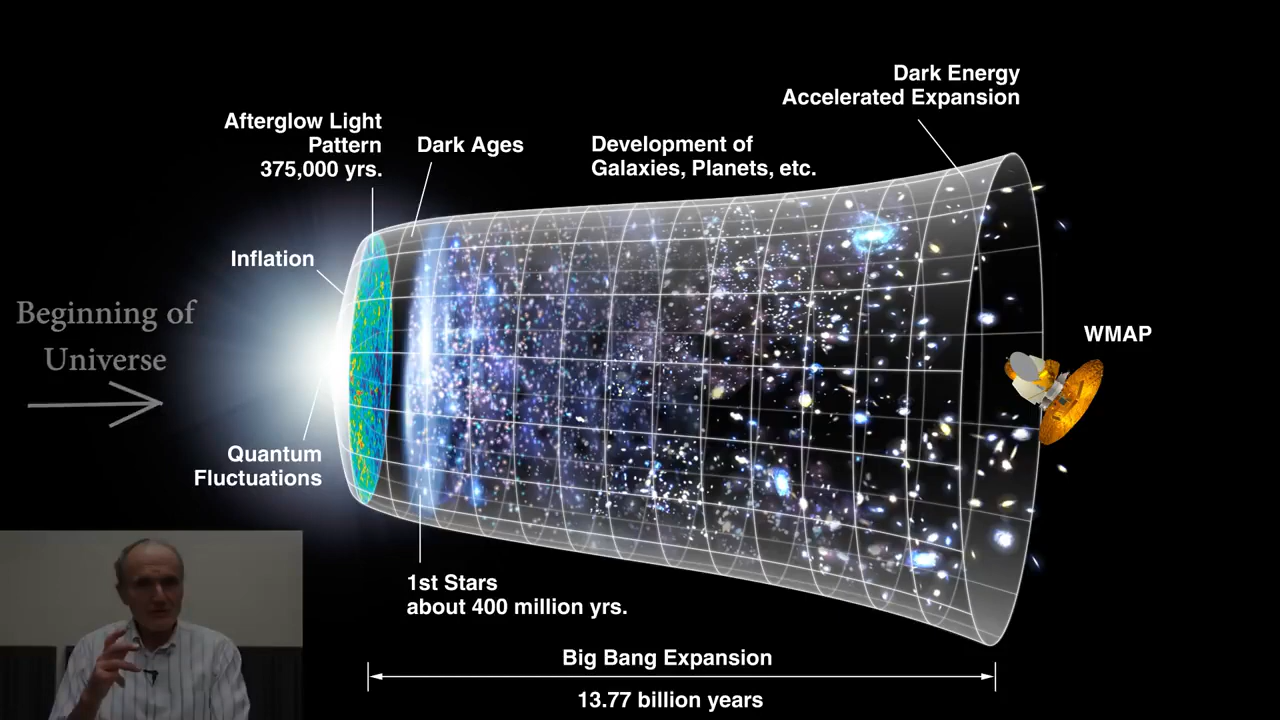 Dark Energy
Accelerated Expansion
Afterglow Light
Pattern
375,000 yrs.
Dark Ages
Development of
Galaxies, Planets, etc.
Inflation
Beginning of
Universe
WMAP
Quantum
Fluctuations
1st Stars
about 400 million yrs.
Big Bang Expansion
13.77 billion years